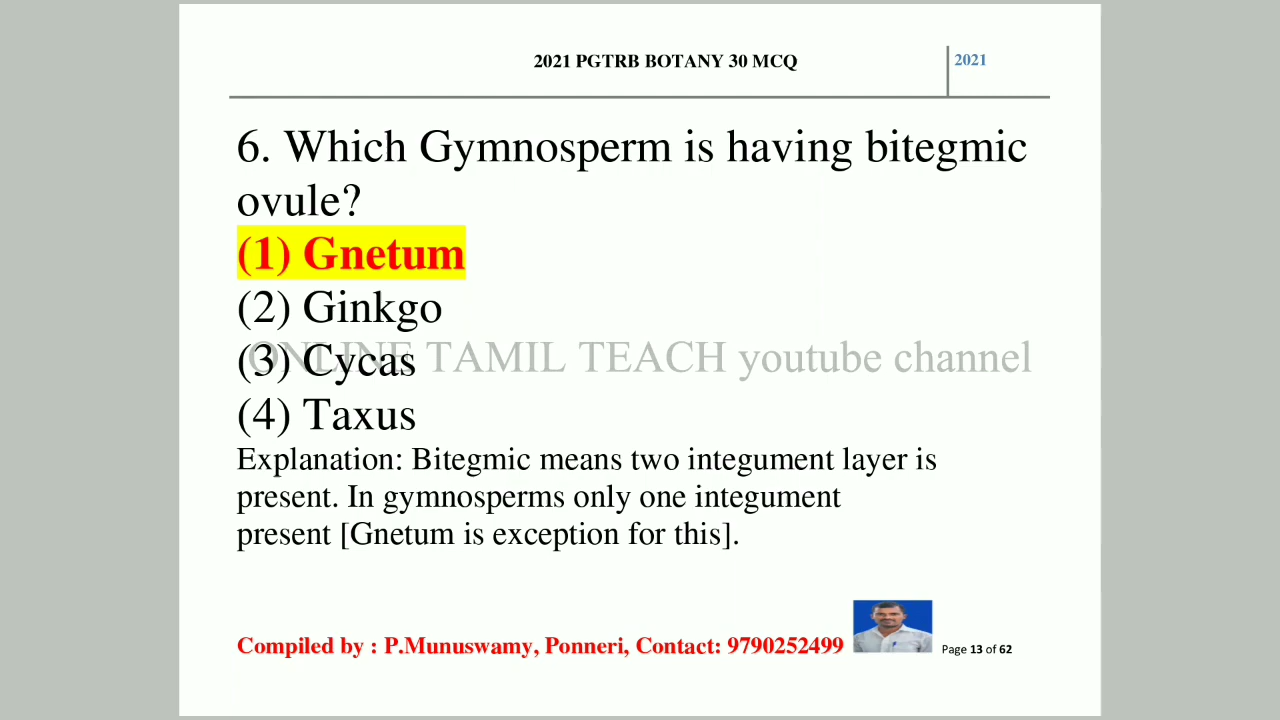 2021 PGTRB BOTANY 30 MCQ 2021
6. Which Gymnosperm is having bitegmic
ovule?
(1) Gnetum
(2) Ginkgo
(3) Cycas
ONLINE TAMIL TEACH youtube channel
(4) Taxus
Explanation: Bitegmic means two integument layer is
present. In gymnosperms only one integument
present [Gnetum is exception for this].
Compiled by : P.Munuswamy, Ponneri, Contact: 9790252499
Page 13 of 62